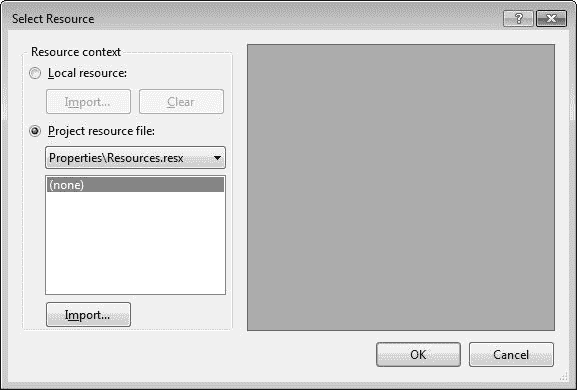 Select Resource
?
Resource context
Local resource:
Import... Clear
Project resource file:
Properties\Resources.resx
(none)
Import...
OK Cancel